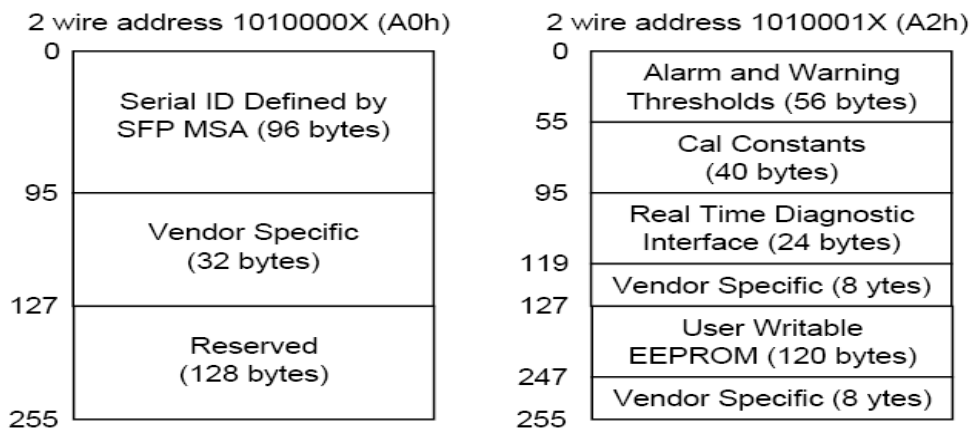 2 wire address 1010000X (A0h)
0
Serial ID Defined by
SFP MSA (96 bytes)
95
Vendor Specific
(32 bytes)
127
Reserved
(128 bytes)
255
2 wire address 1010001X (A2h)
0
Alarm and Warning
Thresholds (56 bytes)
55
Cal Constants
(40 bytes)
95
Real Time Diagnostic
Interface (24 bytes)
119
Vendor Specific (8 ytes)
127
User Writable
EEPROM (120 bytes)
247
Vendor Specific (8 ytes)
255